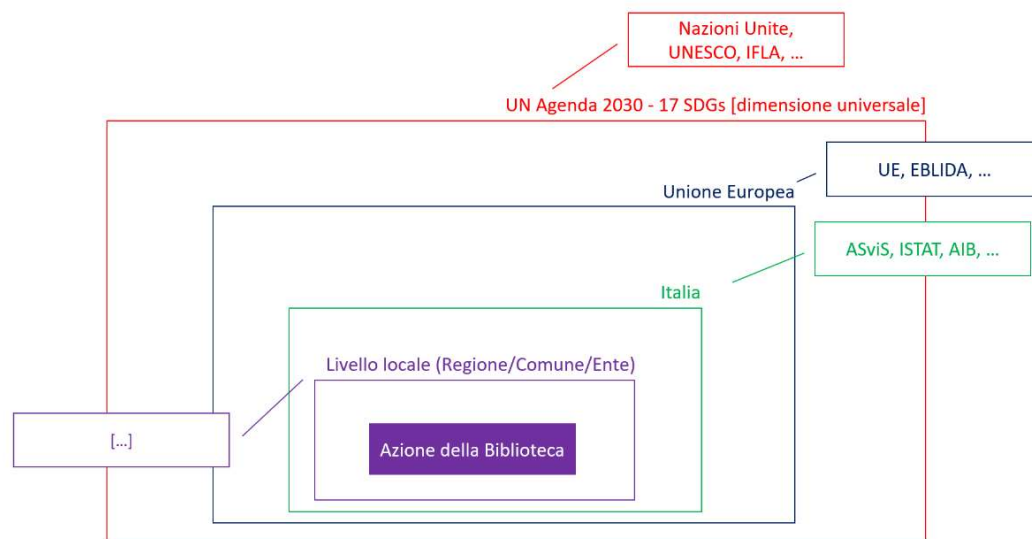 Nazioni Unite,
UNESCO, IFLA, …
UN Agenda 2030 - 17 SDGs [dimensione universale]
UE, EBLIDA, …
Unione Europea
ASviS, ISTAT, AIB, …
Italia
Livello locale (Regione/Comune/Ente)
[…]
Azione della Biblioteca